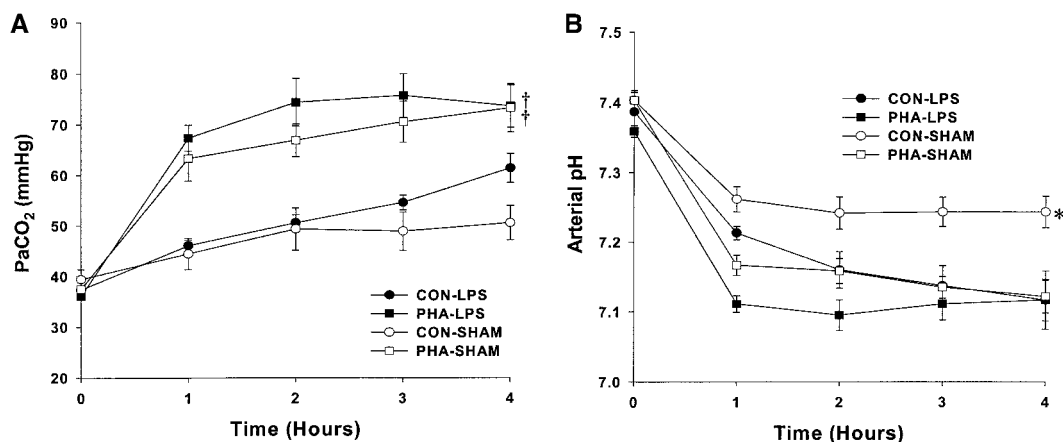 A
90
80
70
60
50
40
30
20
PaCO2 (mmHg)
†
‡
CON-LPS
PHA-LPS
CON-SHAM
PHA-SHAM
0 1 2 3 4
Time (Hours)
B
7.5
7.4
7.3
7.2
7.1
7.0
Arterial pH
CON-LPS
PHA-LPS
CON-SHAM
PHA-SHAM
*
0 1 2 3 4
Time (Hours)